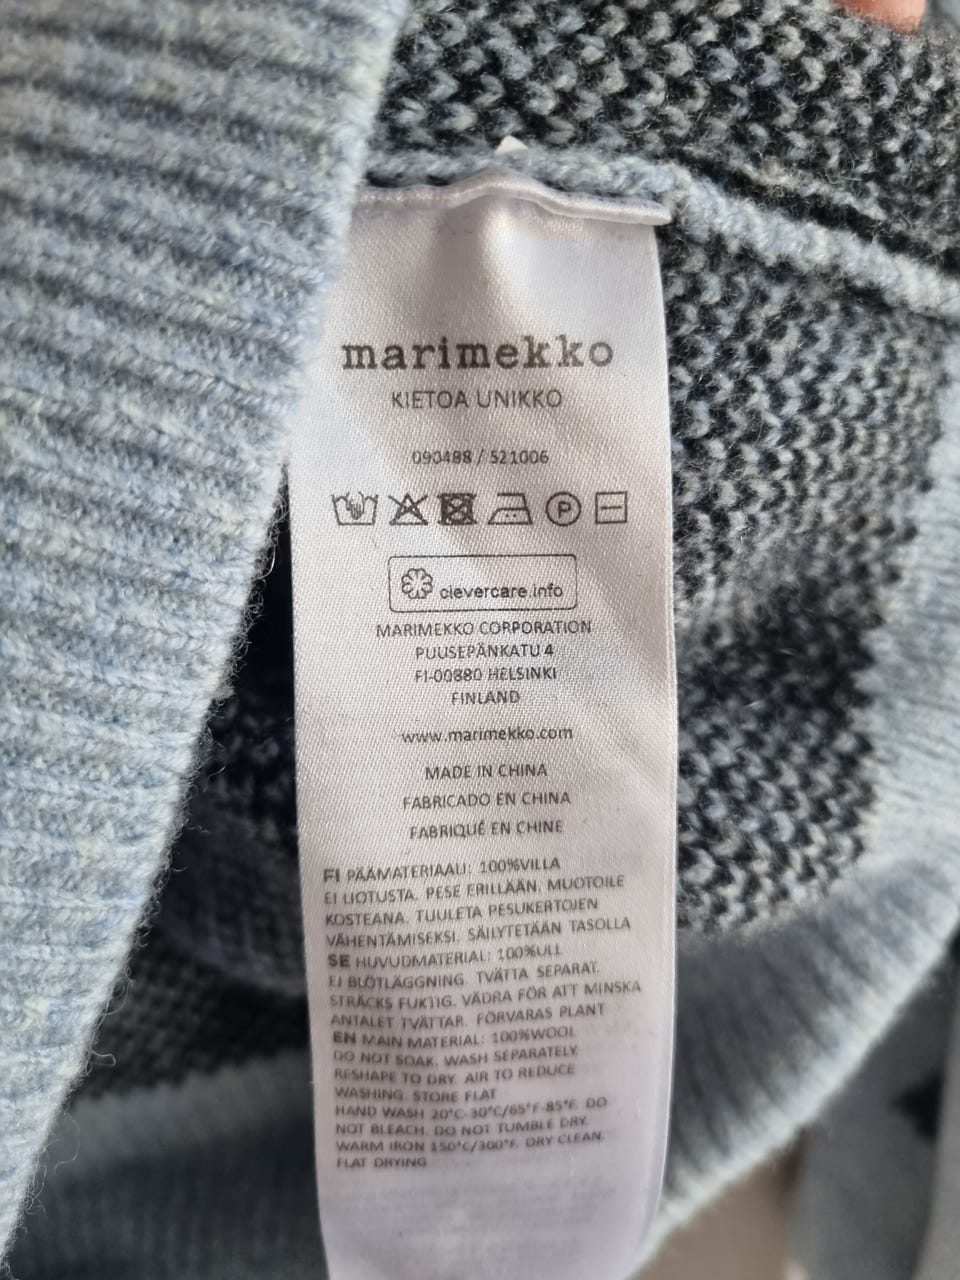 marimekko
KIETOA UNIKKO
090488 / 521006
P
clevercare.info
MARIMEKKO CORPORATION
PUUSEPÄNKATU 4
FI-00880 HELSINKI
FINLAND
www.marimekko.com
MADE IN CHINA
FABRICADO EN CHINA
FABRIQUÉ EN CHINE
FI PÄÄMATERIAALI: 100%VILLA
EI LIOTUSTA. PESE ERILLÄÄN. MUOTOILE
KOSTEANA. TUULETA PESUKERTOJEN
VÄHENTÄMISEKSI. SÄILYTETÄÄN TASOLLA
SE HUVUDMATERIAL: 100%ULL
EJ BLÖTLÄGGNING. TVÄTTA SEPARAT.
STRÄCKS FUKTIG. VÄDRA FÖR ATT MINSKA
ANTALET TVÄTTAR. FÖRVARAS PLANT
EN MAIN MATERIAL: 100%WOOL
DO NOT SOAK. WASH SEPARATELY.
RESHAPE TO DRY. AIR TO REDUCE
WASHING. STORE FLAT
HAND WASH 20°C-30°C/65°F-85°F. DO
NOT BLEACH. DO NOT TUMBLE DRY.
WARM IRON 150°C/300°F. DRY CLEAN.
FLAT DRYING